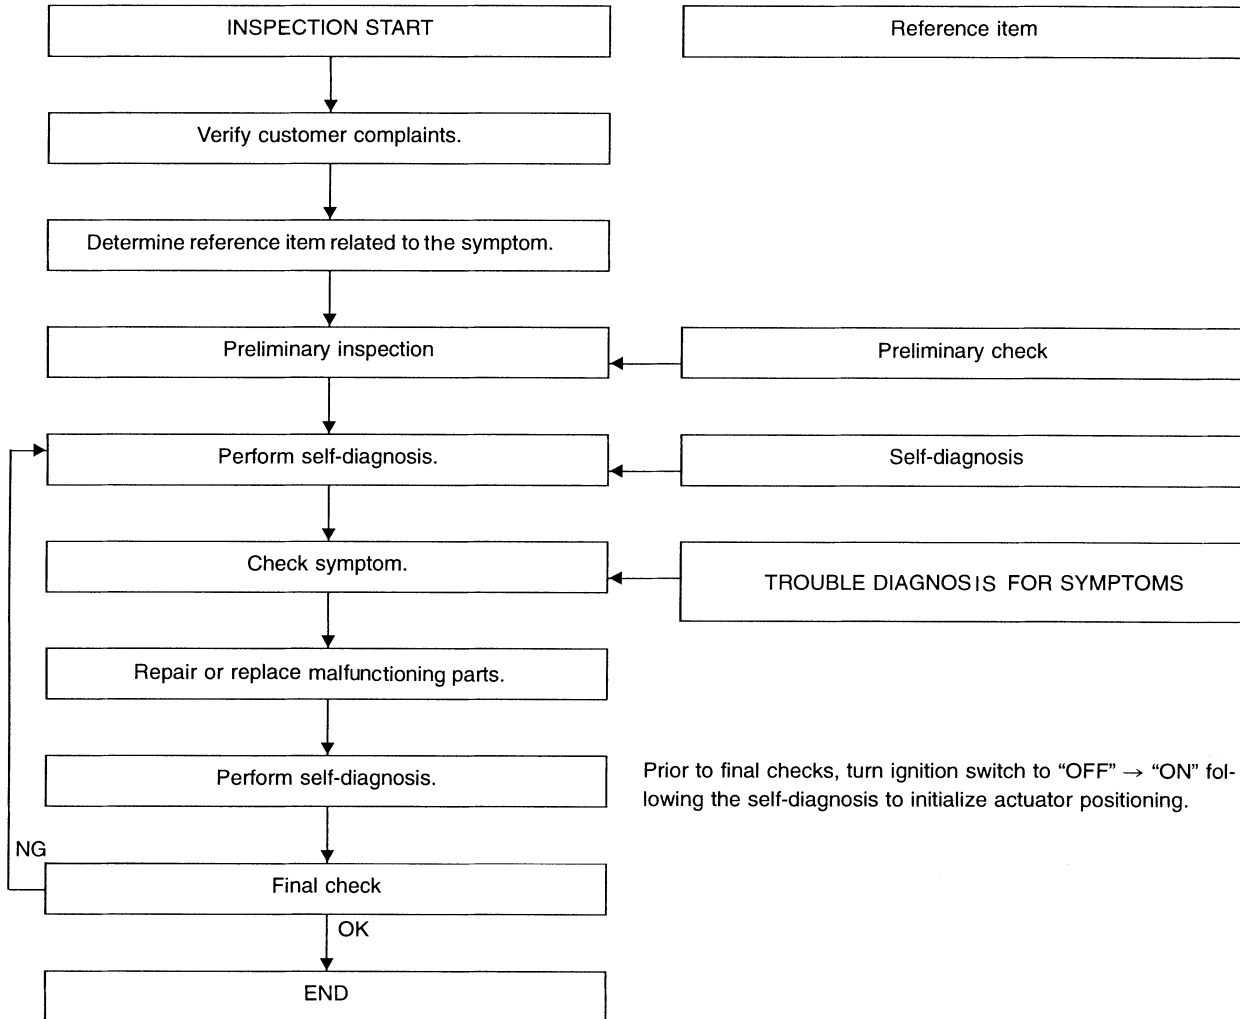 INSPECTION START
Reference item
Verify customer complaints.
Determine reference item related to the symptom.
Preliminary inspection
Preliminary check
Perform self-diagnosis.
Self-diagnosis
Check symptom.
TROUBLE DIAGNOSIS FOR SYMPTOMS
Repair or replace malfunctioning parts.
Perform self-diagnosis.
Prior to final checks, turn ignition switch to “OFF” → “ON” fol-
lowing the self-diagnosis to initialize actuator positioning.
NG
Final check
OK
END